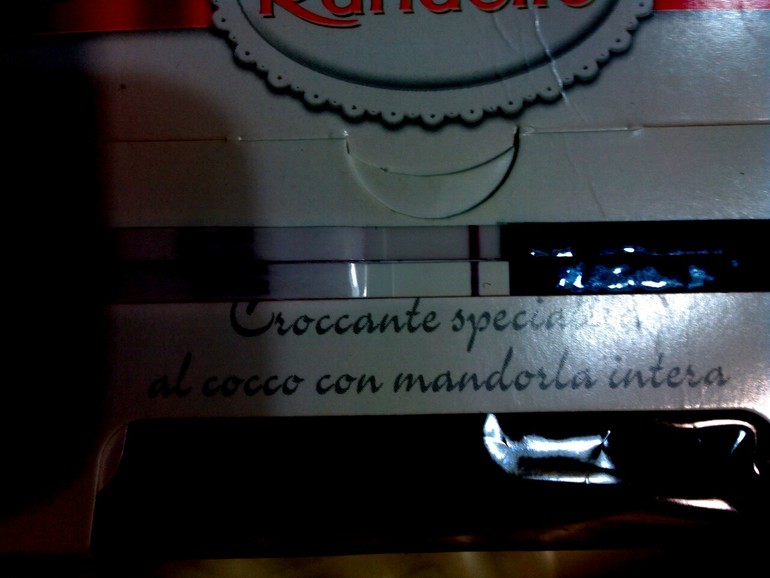 Croccante
al cocco con mandorla intera